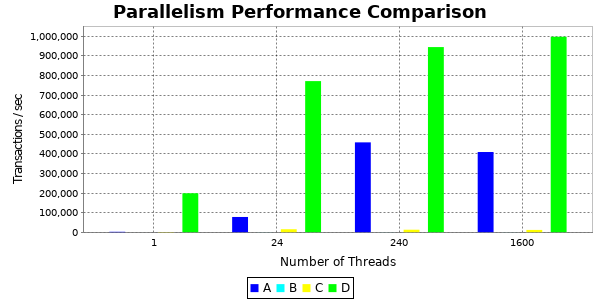 Parallelism Performance Comparison
Transactions / sec
1,000,000
900,000
800,000
700,000
600,000
500,000
400,000
300,000
200,000
100,000
0
1 24 240 1600
Number of Threads
A B C D